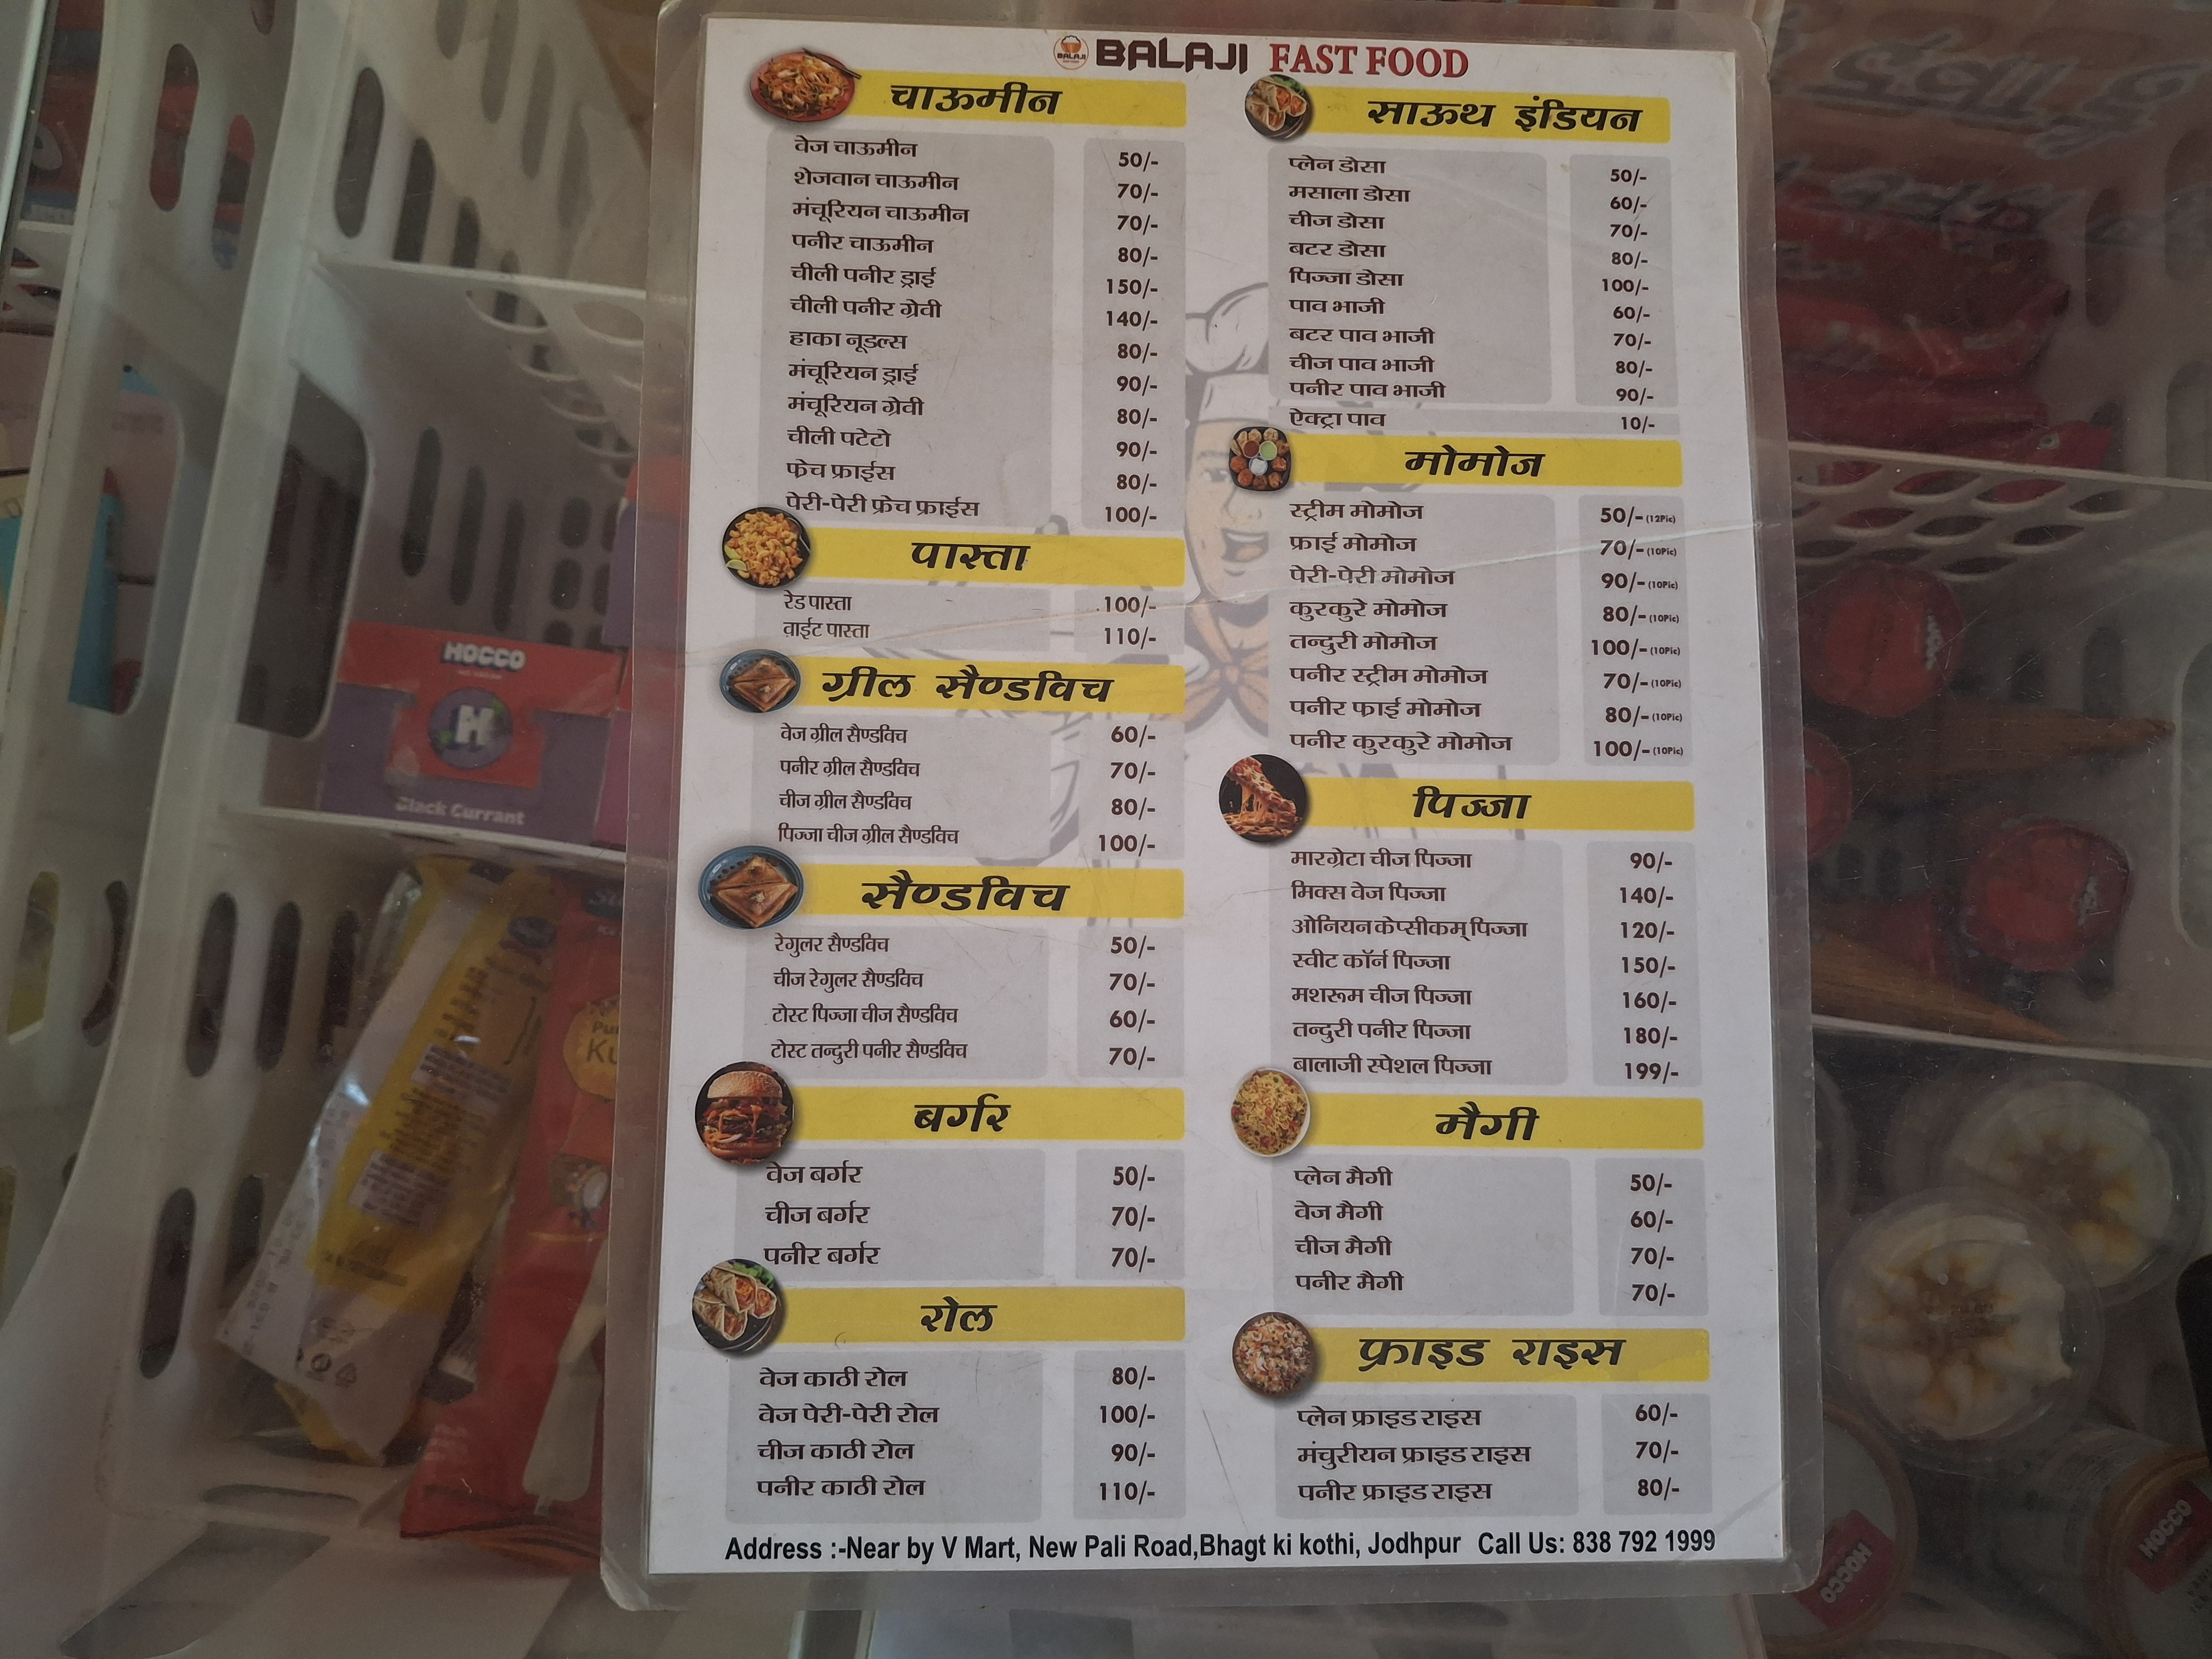 BALAJI FAST FOOD
चाऊमीन
वेज चाऊमीन 50/-
शेजवान चाऊमीन 70/-
मंचूरियन चाऊमीन 70/-
पनीर चाऊमीन 80/-
चीली पनीर ड्राई 150/-
चीली पनीर ग्रेवी 140/-
हाका नूडल्स 80/-
मंचूरियन ड्राई 90/-
मंचूरियन ग्रेवी 80/-
चीली पटेटो 90/-
फ्रेच फ्राईस 80/-
पेरी-पेरी फ्रेच फ्राईस 100/-
पास्ता
रेड पास्ता 100/-
व़ाईट पास्ता 110/-
ग्रील सैण्डविच
वेज ग्रील सैण्डविच 60/-
पनीर ग्रील सैण्डविच 70/-
चीज ग्रील सैण्डविच 80/-
पिज्जा चीज ग्रील सैण्डविच 100/-
सैण्डविच
रेगुलर सैण्डविच 50/-
चीज रेगुलर सैण्डविच 70/-
टोस्ट पिज्जा चीज सैण्डविच 60/-
टोस्ट तन्दुरी पनीर सैण्डविच 70/-
बर्गर
वेज बर्गर 50/-
चीज बर्गर 70/-
पनीर बर्गर 70/-
रोल
वेज काठी रोल 80/-
वेज पेरी-पेरी रोल 100/-
चीज काठी रोल 90/-
पनीर काठी रोल 110/-
साऊथ इंडियन
प्लेन डोसा 50/-
मसाला डोसा 60/-
चीज डोसा 70/-
बटर डोसा 80/-
पिज्जा डोसा 100/-
पाव भाजी 60/-
बटर पाव भाजी 70/-
चीज पाव भाजी 80/-
पनीर पाव भाजी 90/-
ऐक्ट्रा पाव 10/-
मोमोज
स्ट्रीम मोमोज 50/- (12Pic)
फ्राई मोमोज 70/- (10Pic)
पेरी-पेरी मोमोज 90/- (10Pic)
कुरकुरे मोमोज 80/- (10Pic)
तन्दुरी मोमोज 100/- (10Pic)
पनीर स्ट्रीम मोमोज 70/- (10Pic)
पनीर फ्राई मोमोज 80/- (10Pic)
पनीर कुरकुरे मोमोज 100/- (10Pic)
पिज्जा
मारग्रेटा चीज पिज्जा 90/-
मिक्स वेज पिज्जा 140/-
ओनियन केप्सीकम् पिज्जा 120/-
स्वीट कॉर्न पिज्जा 150/-
मशरूम चीज पिज्जा 160/-
तन्दुरी पनीर पिज्जा 180/-
बालाजी स्पेशल पिज्जा 199/-
मैगी
प्लेन मैगी 50/-
वेज मैगी 60/-
चीज मैगी 70/-
पनीर मैगी 70/-
फ्राइड राइस
प्लेन फ्राइड राइस 60/-
मंचुरीयन फ्राइड राइस 70/-
पनीर फ्राइड राइस 80/-
Address :-Near by V Mart, New Pali Road,Bhagt ki kothi, Jodhpur Call Us: 838 792 1999
HOCCO
H
Black Currant
HOCCO
HOCCO